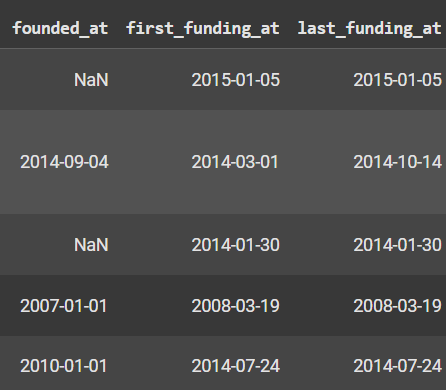 founded_at first_funding_at last_funding_at
NaN 2015-01-05 2015-01-05
2014-09-04 2014-03-01 2014-10-14
NaN 2014-01-30 2014-01-30
2007-01-01 2008-03-19 2008-03-19
2010-01-01 2014-07-24 2014-07-24